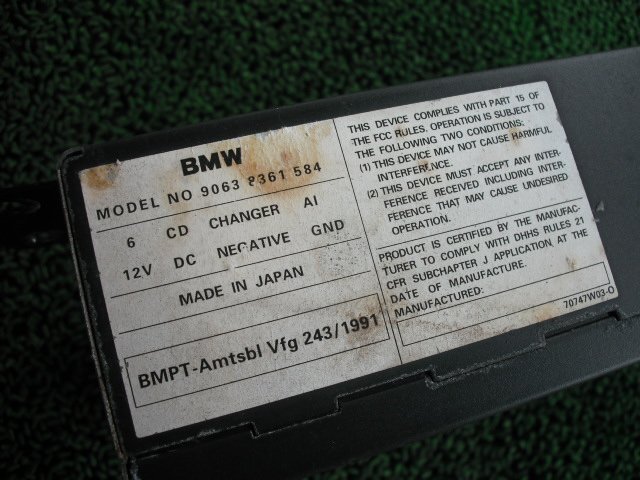 BMW
MODEL NO 9063 8361 584
6 CD CHANGER AI
12V DC NEGATIVE GND
MADE IN JAPAN
BMPT-Amtsbl Vfg 243/1991
THIS DEVICE COMPLIES WITH PART 15 OF
THE FCC RULES. OPERATION IS SUBJECT TO
THE FOLLOWING TWO CONDITIONS:
(1) THIS DEVICE MAY NOT CAUSE HARMFUL
INTERFERENCE.
(2) THIS DEVICE MUST ACCEPT ANY INTER-
FERENCE RECEIVED INCLUDING INTER-
FERENCE THAT MAY CAUSE UNDESIRED
OPERATION.
PRODUCT IS CERTIFIED BY THE MANUFAC-
TURER TO COMPLY WITH DHHS RULES 21
CFR SUBCHAPTER J APPLICATION, AT THE
DATE OF MANUFACTURE.
MANUFACTURED:
70747W03-O